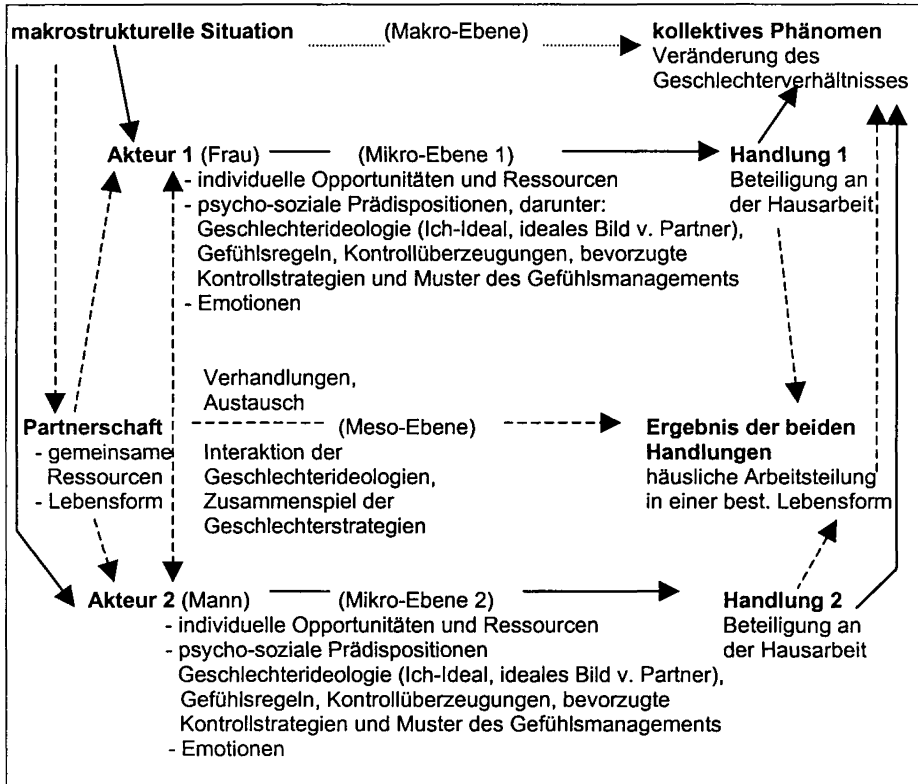 makrostrukturelle Situation (Makro-Ebene) kollektives Phänomen
Veränderung des
Geschlechterverhältnisses
Akteur 1 (Frau) (Mikro-Ebene 1) Handlung 1
- individuelle Opportunitäten und Ressourcen Beteiligung an
- psycho-soziale Prädispositionen, darunter: der Hausarbeit
Geschlechterideologie (Ich-Ideal, ideales Bild v. Partner),
Gefühlsregeln, Kontrollüberzeugungen, bevorzugte
Kontrollstrategien und Muster des Gefühlsmanagements
- Emotionen
Verhandlungen,
Austausch
Partnerschaft (Meso-Ebene) Ergebnis der beiden
- gemeinsame Interaktion der Handlungen
Ressourcen Geschlechterideologien, häusliche Arbeitsteilung
- Lebensform Zusammenspiel der in einer best. Lebensform
Geschlechterstrategien
Akteur 2 (Mann) (Mikro-Ebene 2) Handlung 2
- individuelle Opportunitäten und Ressourcen Beteiligung an
- psycho-soziale Prädispositionen der Hausarbeit
Geschlechterideologie (Ich-Ideal, ideales Bild v. Partner),
Gefühlsregeln, Kontrollüberzeugungen, bevorzugte
Kontrollstrategien und Muster des Gefühlsmanagements
- Emotionen